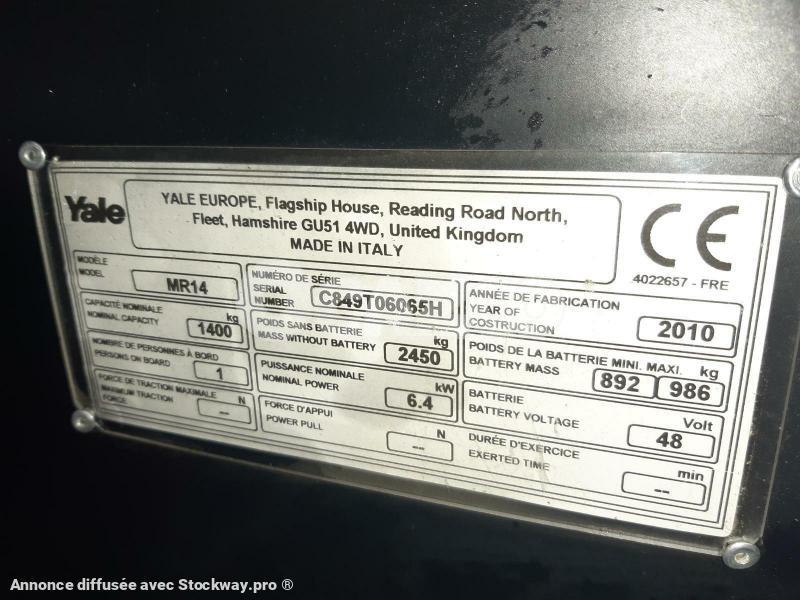 Yale
YALE EUROPE, Flagship House, Reading Road North,
Fleet, Hamshire GU51 4WD, United Kingdom
MADE IN ITALY
CE
4022657 - FRE
MODÈLE
MODEL
MR14
NUMÉRO DE SÉRIE
SERIAL
NUMBER
C849T06065H
ANNÉE DE FABRICATION
YEAR OF
COSTRUCTION
2010
CAPACITÉ NOMINALE
NOMINAL CAPACITY
kg
1400
POIDS SANS BATTERIE
MASS WITHOUT BATTERY
kg
2450
POIDS DE LA BATTERIE MINI. MAXI.
BATTERY MASS
kg
892
986
NOMBRE DE PERSONNES À BORD
PERSONS ON BOARD
1
PUISSANCE NOMINALE
NOMINAL POWER
kW
6.4
BATTERIE
BATTERY VOLTAGE
Volt
48
FORCE DE TRACTION MAXIMALE
MAXIMUM TRACTION
FORCE
N
--
FORCE D'APPUI
POWER PULL
N
--
DURÉE D'EXERCICE
EXERTED TIME
min
--
Annonce diffusée avec Stockway.pro ®